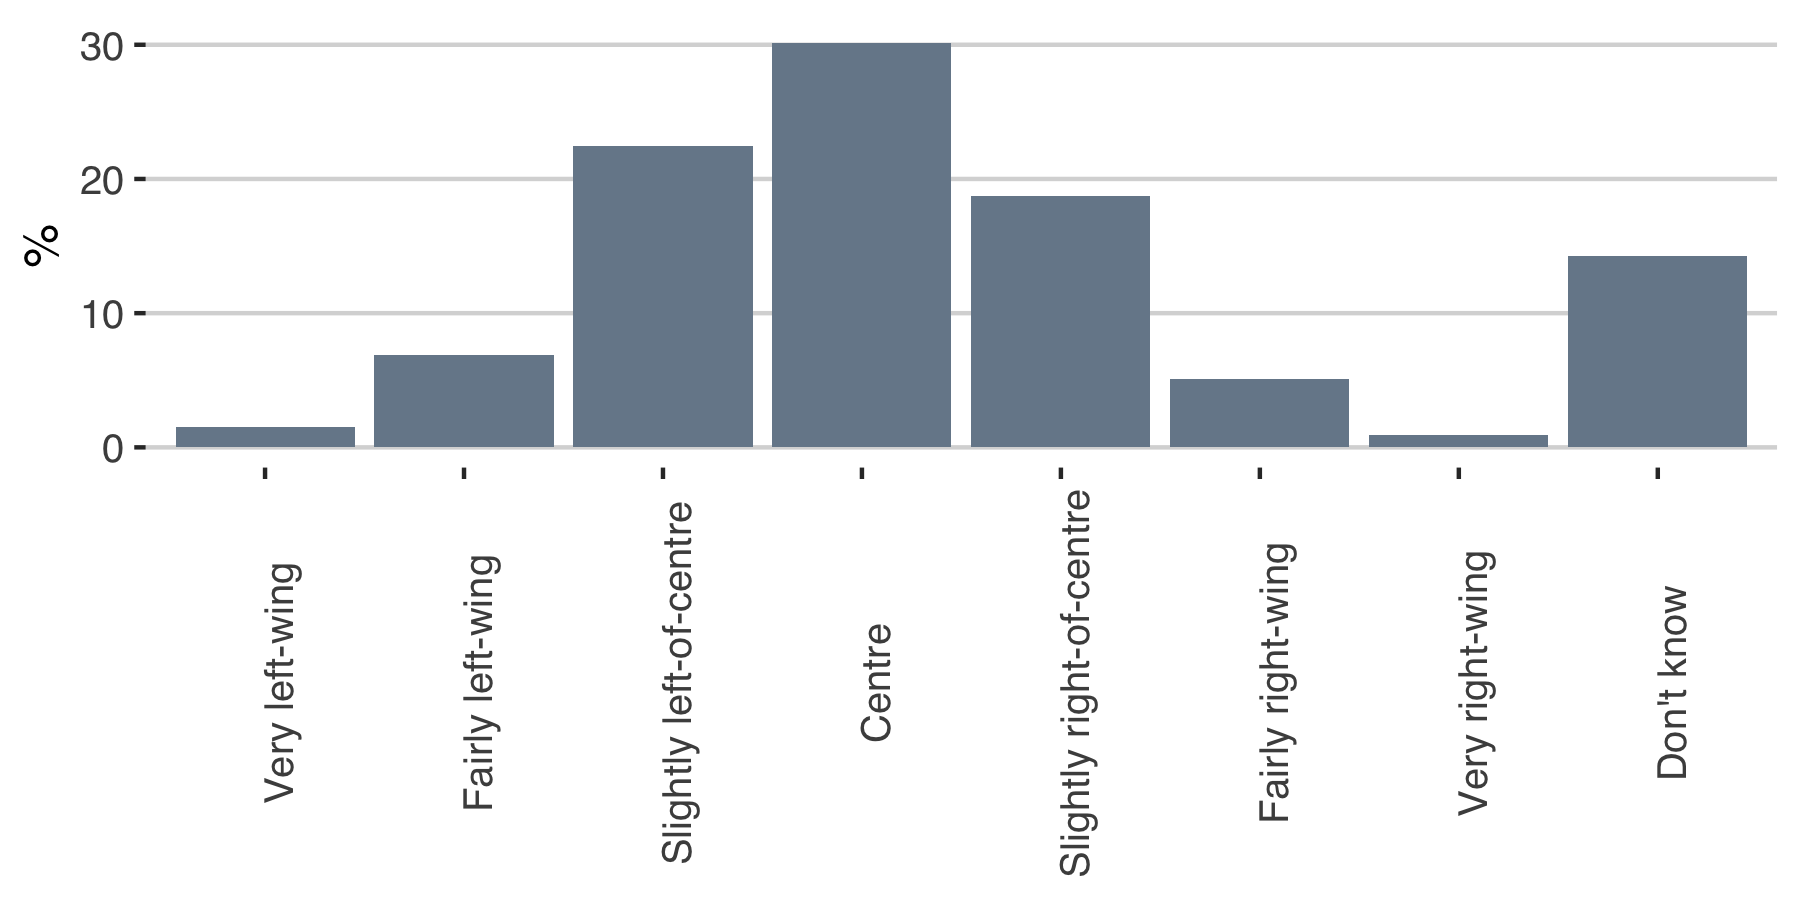 30
20
10
0
%
Very left-wing
Fairly left-wing
Slightly left-of-centre
Centre
Slightly right-of-centre
Fairly right-wing
Very right-wing
Don't know